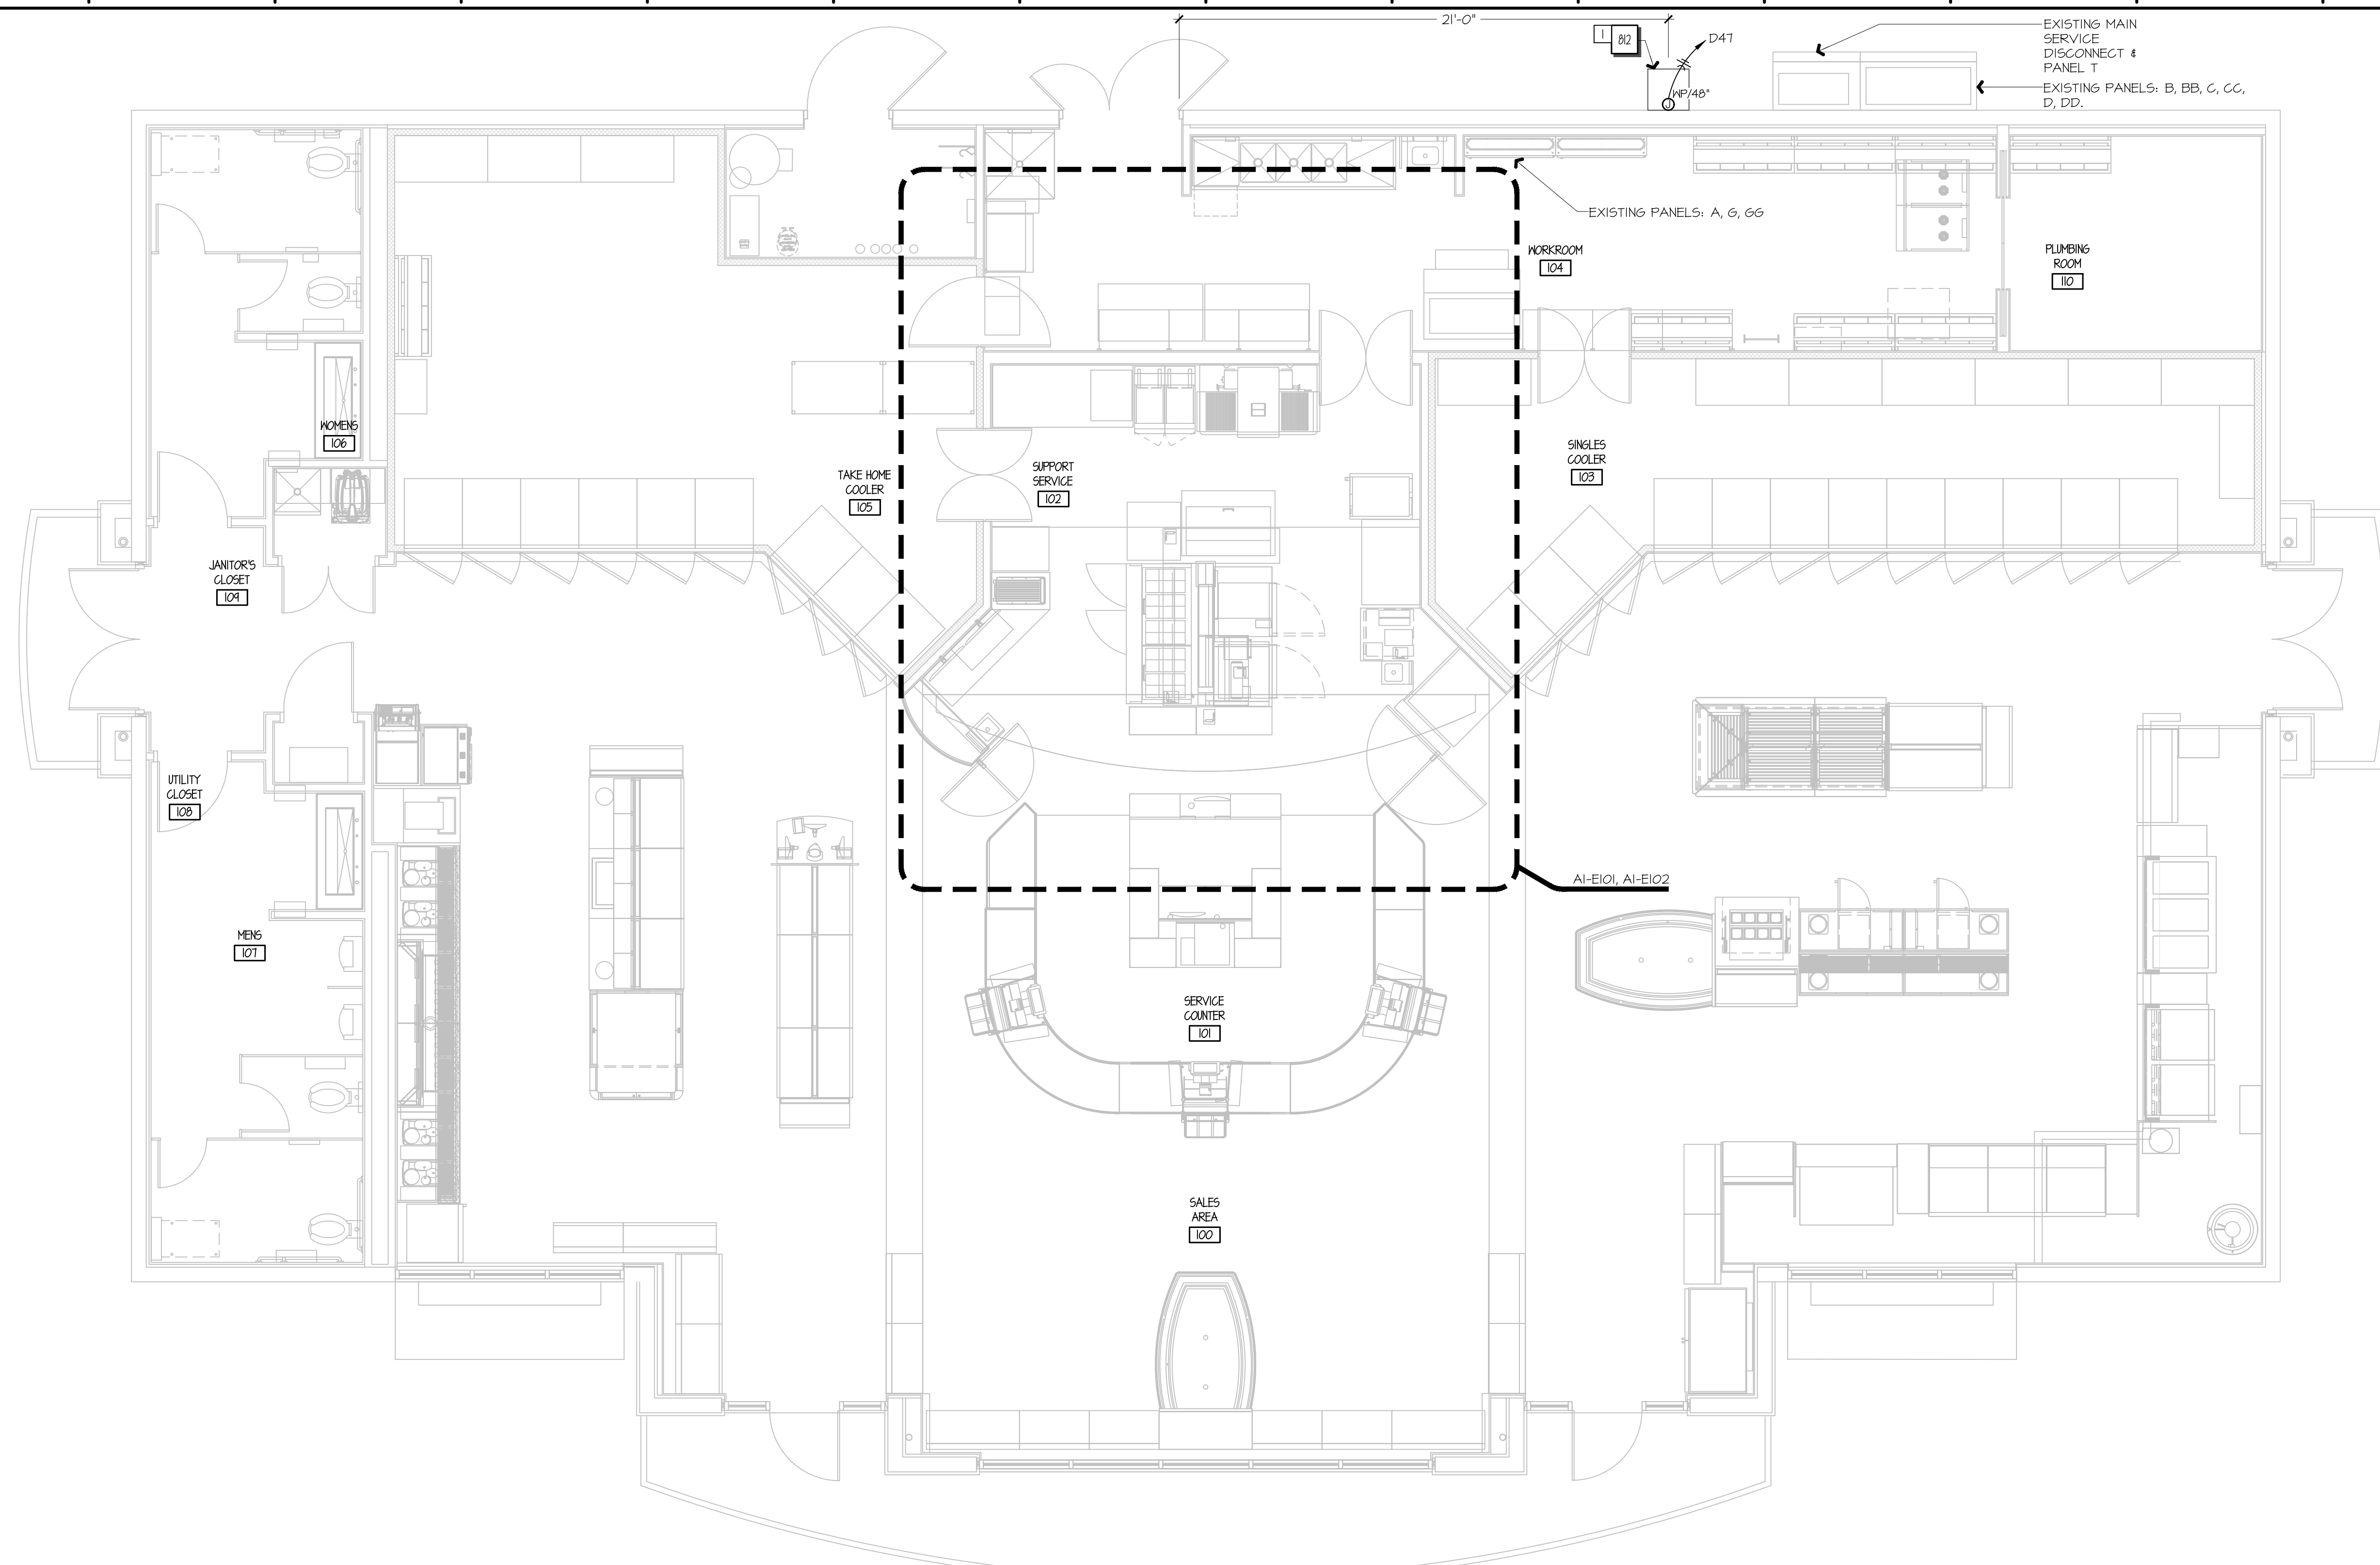 21'-0"
1
812
D47
WP/48"
J
EXISTING MAIN
SERVICE
DISCONNECT &
PANEL T
EXISTING PANELS: B, BB, C, CC,
D, DD.
EXISTING PANELS: A, G, GG
WORKROOM
104
PLUMBING
ROOM
110
WOMENS
106
TAKE HOME
COOLER
105
SUPPORT
SERVICE
102
SINGLES
COOLER
103
JANITOR'S
CLOSET
109
UTILITY
CLOSET
108
A1-E101, A1-E102
MENS
107
SERVICE
COUNTER
101
SALES
AREA
100